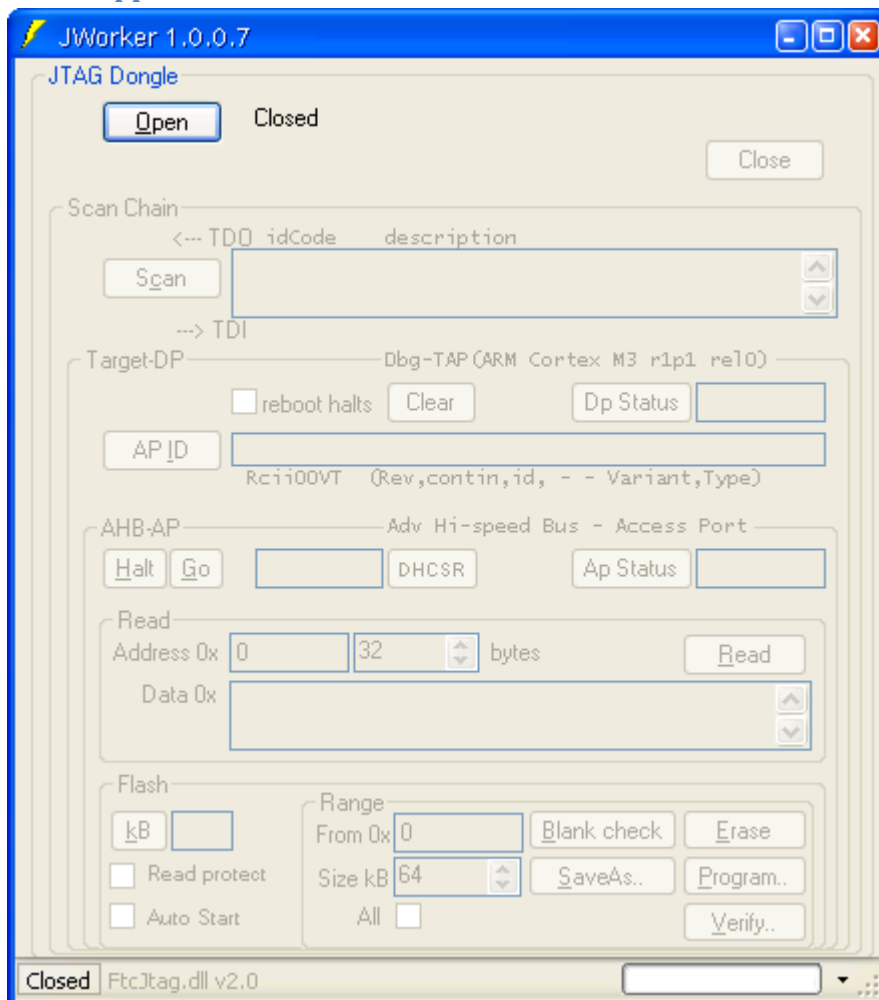 JWorker 1.0.0.7
JTAG Dongle
Open Closed
Close
Scan Chain
<--- TDO idCode description
Scan
---> TDI
Target-DP Dbg-TAP(ARM Cortex M3 r1p1 rel0)
reboot halts Clear Dp Status
AP ID
Rcii00VT (Rev,contin,id, - - Variant,Type)
AHB-AP Adv Hi-speed Bus - Access Port
Halt Go DHCSR Ap Status
Read
Address 0x 0 32 bytes Read
Data 0x
Flash
Range
kB From 0x 0 Blank check Erase
Read protect Size kB 64 SaveAs.. Program..
Auto Start All Verify..
Closed FtcJtag.dll v2.0